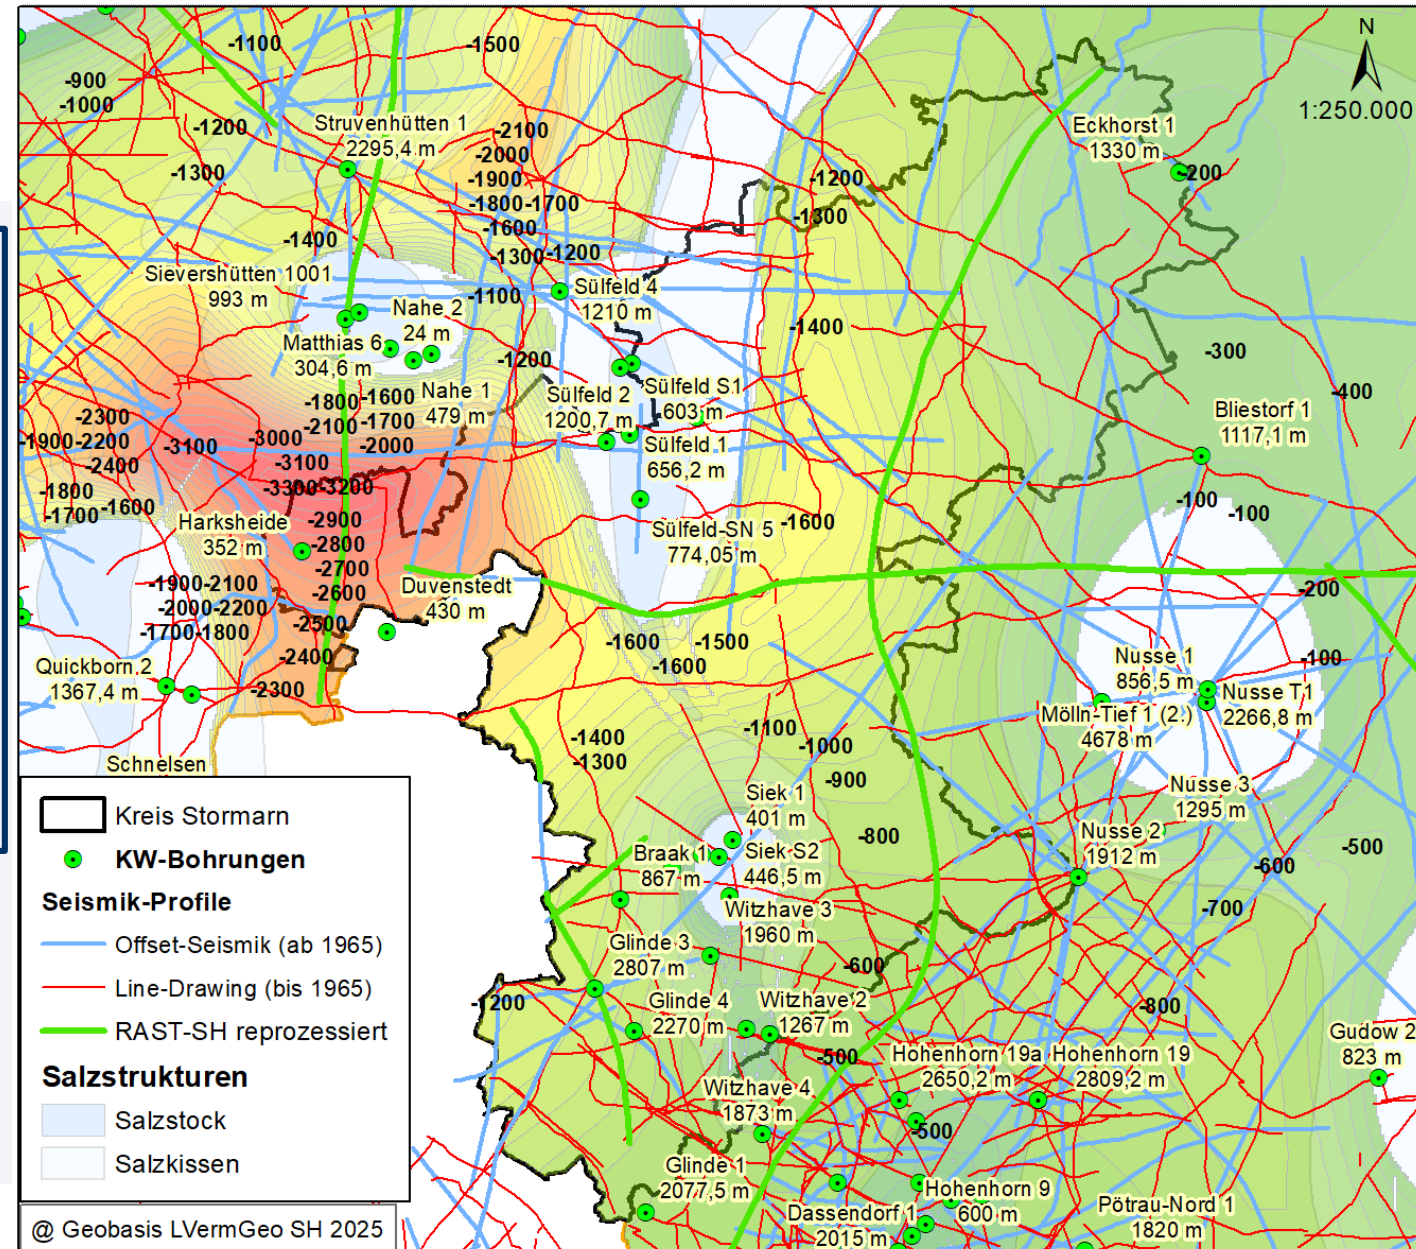 N
1:250.000
-1100
-1500
-900
-1000
-1200
Struvenhütten 1
2295,4 m
-2100
-2000
-1900
-1800-1700
-1600
-1300-1200
-1300
-1400
Eckhorst 1
1330 m
-200
-1200
-1300
Sievershütten 1001
993 m
Nahe 2
24 m
-1100
Sülfeld 4
1210 m
-1400
Matthias 6
304,6 m
-1200
-300
-400
Nahe 1
479 m
-1800
-1600
-2100
-1700
-2000
Sülfeld 2
1200,7 m
Sülfeld S1
603 m
Sülfeld 1
656,2 m
Bliestorf 1
1117,1 m
-2300
-1900
-2200
-2400
-3100
-3000
-3100
-3300
-3200
-1800
-1700
-1600
Harksheide
352 m
-2900
-2800
-2700
-2600
Sülfeld-SN 5
774,05 m
-1600
-100
-100
-1900-2100
-2000-2200
-1700-1800
-2500
-2400
-2300
Duvenstedt
430 m
-200
-100
Quickborn 2
1367,4 m
-1600
-1500
-1600
Nusse 1
856,5 m
Nusse T1
2266,8 m
Mölln-Tief 1 (2.)
4678 m
Schnelsen
-1400
-1300
-1100
-1000
-900
-800
Siek 1
401 m
Nusse 3
1295 m
Nusse 2
1912 m
-500
-600
-700
Braak 1
867 m
Siek S2
446,5 m
Witzhave 3
1960 m
Glinde 3
2807 m
-600
-1200
Glinde 4
2270 m
Witzhave 2
1267 m
-800
-500
Hohenhorn 19a
2650,2 m
Hohenhorn 19
2809,2 m
Gudow 2
823 m
Witzhave 4
1873 m
-500
Glinde 1
2077,5 m
Hohenhorn 9
600 m
Dassendorf 1
2015 m
Pötrau-Nord 1
1820 m
Kreis Stormarn
KW-Bohrungen
Seismik-Profile
Offset-Seismik (ab 1965)
Line-Drawing (bis 1965)
RAST-SH reprozessiert
Salzstrukturen
Salzstock
Salzkissen
@ Geobasis LVermGeo SH 2025